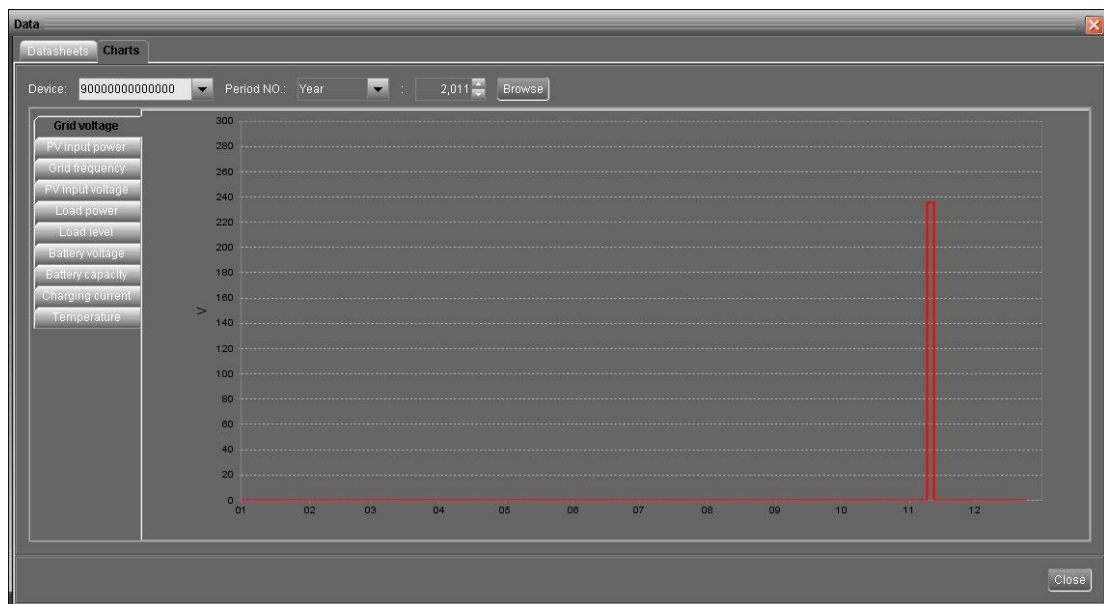 Data
Datasheets Charts
Device: 90000000000000 Period NO.: Year : 2,011 Browse
Grid voltage
PV input power
Grid frequency
PV input voltage
Load power
Load level
Battery voltage
Battery capacity
Charging current
Temperature
V
300
280
260
240
220
200
180
160
140
120
100
80
60
40
20
0
01 02 03 04 05 06 07 08 09 10 11 12
Close